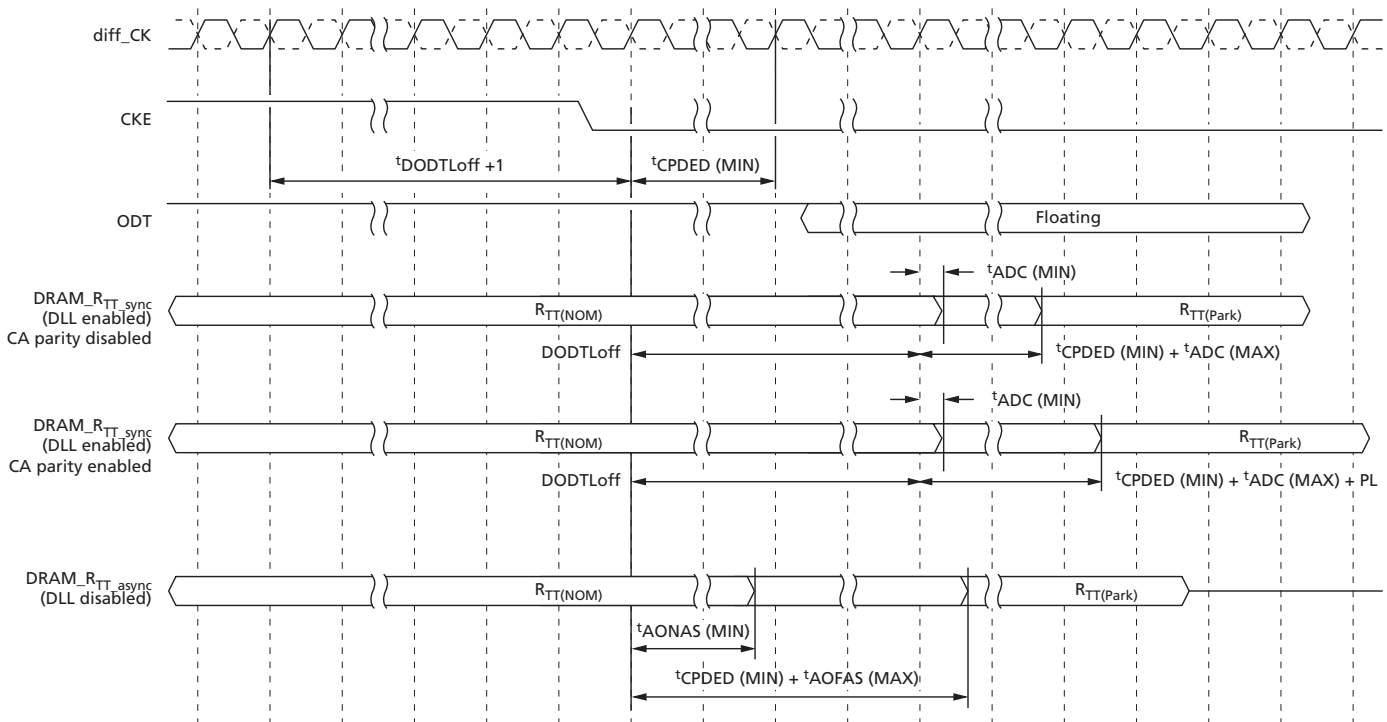 diff_CK
CKE
tDODTLoff +1
tCPDED (MIN)
ODT
Floating
tADC (MIN)
DRAM_RTT_sync
(DLL enabled)
CA parity disabled
RTT(NOM)
RTT(Park)
DODTLoff
tCPDED (MIN) + tADC (MAX)
tADC (MIN)
DRAM_RTT_sync
(DLL enabled)
CA parity enabled
RTT(NOM)
RTT(Park)
DODTLoff
tCPDED (MIN) + tADC (MAX) + PL
DRAM_RTT_async
(DLL disabled)
RTT(NOM)
RTT(Park)
tAONAS (MIN)
tCPDED (MIN) + tAOFAS (MAX)